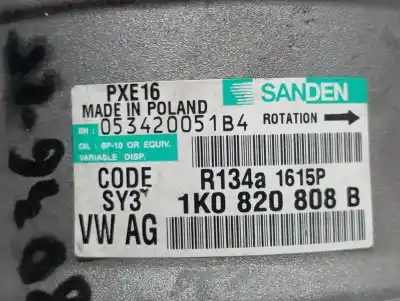 PXE16
MADE IN POLAND
SANDEN
SN : 053420051B4
ROTATION
OIL : SP-10 OR EQUIV.
VARIABLE DISP.
CODE
SY3
R134a 1615P
1K0 820 808 B
VW AG